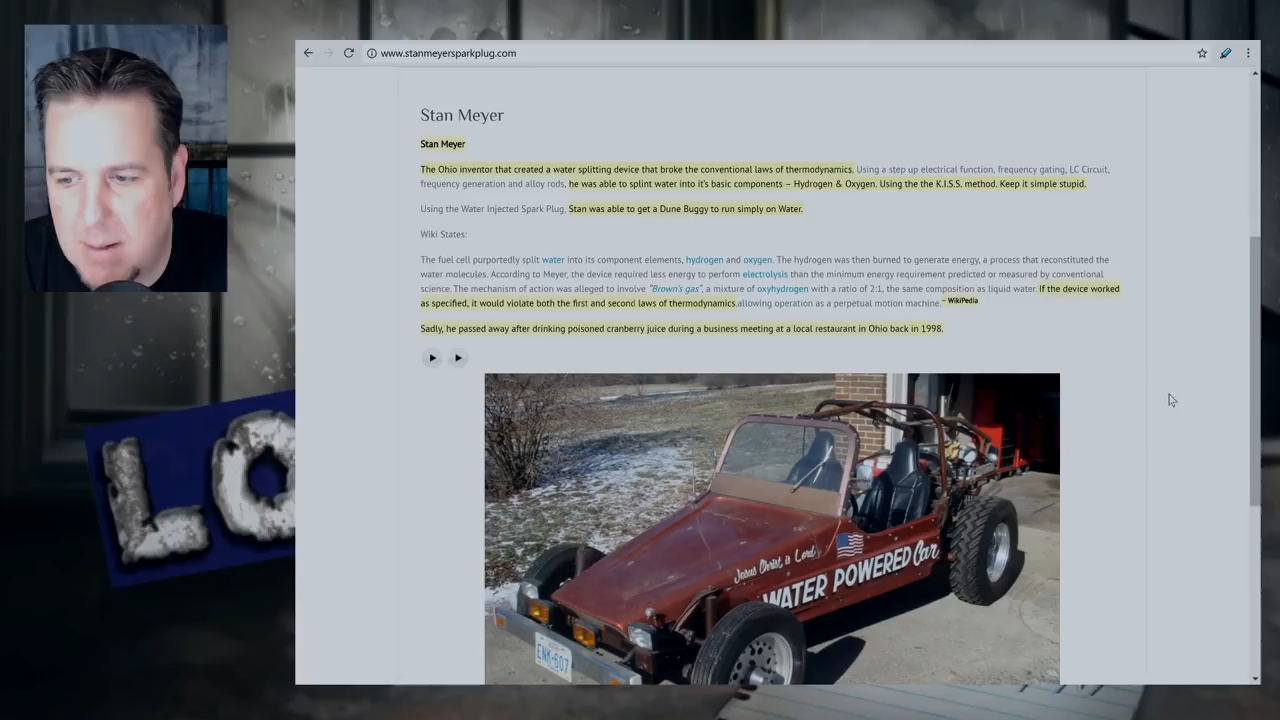 www.stanmeyersparkplug.com
Stan Meyer
Stan Meyer
The Ohio inventor that created a water splitting device that broke the conventional laws of thermodynamics. Using a step up electrical function, frequency gating, LC Circuit,
frequency generation and alloy rods, he was able to splint water into it's basic components – Hydrogen & Oxygen. Using the the K.I.S.S. method. Keep it simple stupid.
Using the Water Injected Spark Plug, Stan was able to get a Dune Buggy to run simply on Water.
Wiki States:
The fuel cell purportedly split water into its component elements, hydrogen and oxygen. The hydrogen was then burned to generate energy, a process that reconstituted the
water molecules. According to Meyer, the device required less energy to perform electrolysis than the minimum energy requirement predicted or measured by conventional
science. The mechanism of action was alleged to involve "Brown's gas", a mixture of oxyhydrogen with a ratio of 2:1, the same composition as liquid water. If the device worked
as specified, it would violate both the first and second laws of thermodynamics,allowing operation as a perpetual motion machine." – WikiPedia
Sadly, he passed away after drinking poisoned cranberry juice during a business meeting at a local restaurant in Ohio back in 1998.
LO
Jesus Christ is Lord
WATER POWERED Car
ENK·607